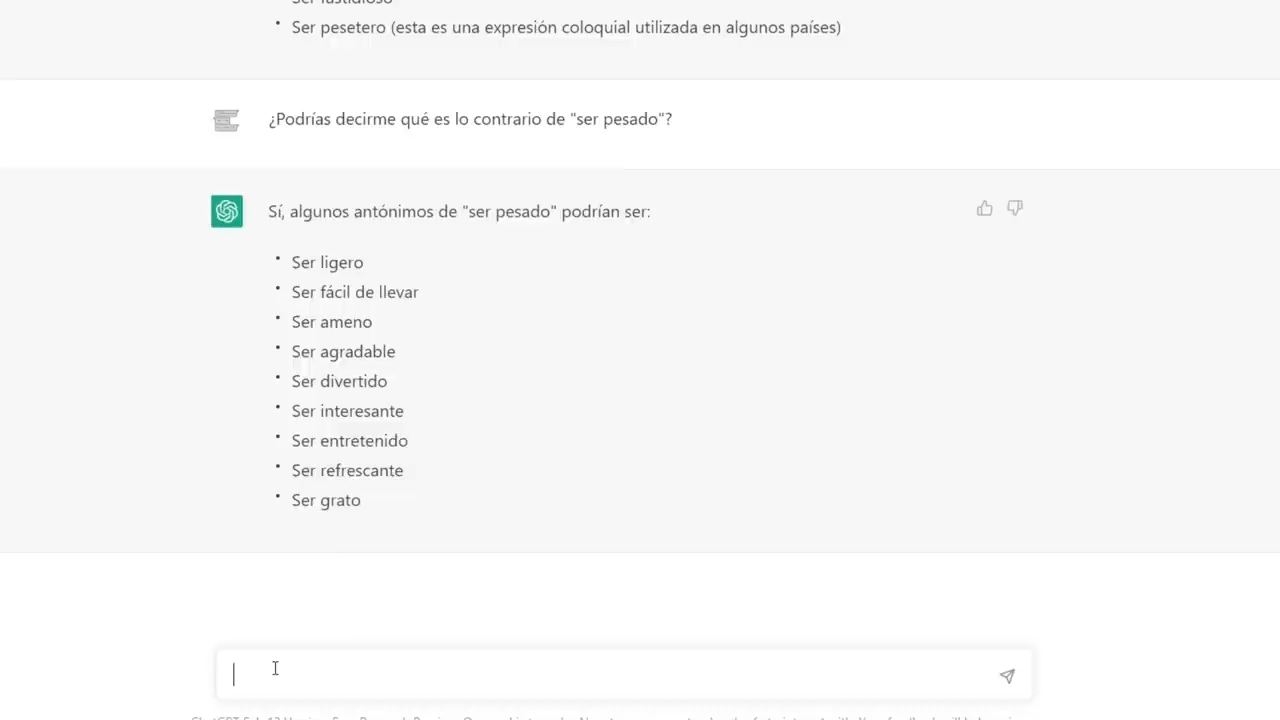 Ser fastidioso
• Ser pesetero (esta es una expresión coloquial utilizada en algunos países)
¿Podrías decirme qué es lo contrario de "ser pesado"?
Sí, algunos antónimos de "ser pesado" podrían ser:
• Ser ligero
• Ser fácil de llevar
• Ser ameno
• Ser agradable
• Ser divertido
• Ser interesante
• Ser entretenido
• Ser refrescante
• Ser grato